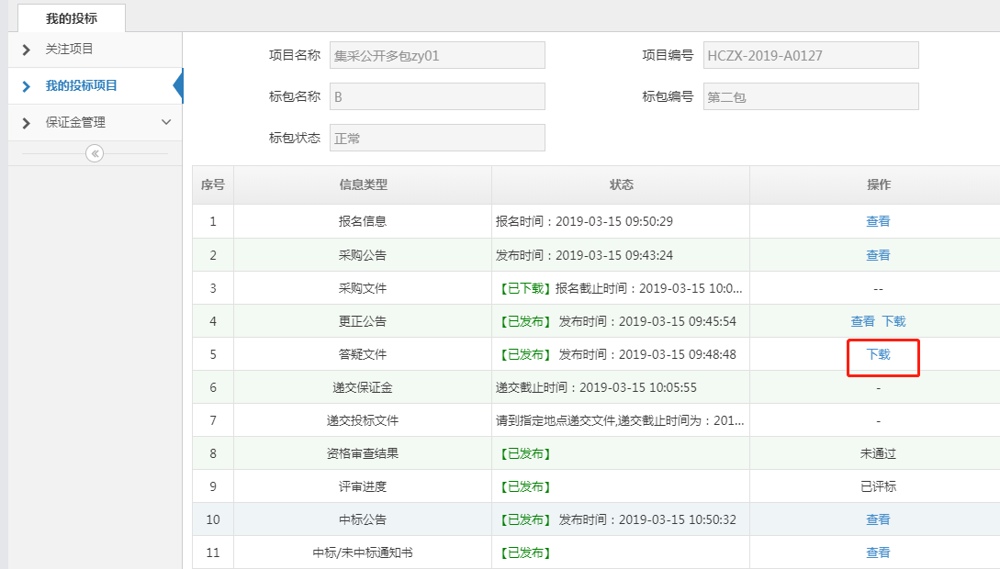 我的投标
关注项目
我的投标项目
保证金管理
项目名称 集采公开多包zy01 项目编号 HCZX-2019-A0127
标包名称 B 标包编号 第二包
标包状态 正常
序号 信息类型 状态 操作
1 报名信息 报名时间：2019-03-15 09:50:29 查看
2 采购公告 发布时间：2019-03-15 09:43:24 查看
3 采购文件 【已下载】报名截止时间：2019-03-15 10:0... --
4 更正公告 【已发布】 发布时间：2019-03-15 09:45:54 查看 下载
5 答疑文件 【已发布】 发布时间：2019-03-15 09:48:48 下载
6 递交保证金 递交截止时间：2019-03-15 10:05:55 -
7 递交投标文件 请到指定地点递交文件,递交截止时间为：201... -
8 资格审查结果 【已发布】 未通过
9 评审进度 【已发布】 已评标
10 中标公告 【已发布】 发布时间：2019-03-15 10:50:32 查看
11 中标/未中标通知书 【已发布】 查看